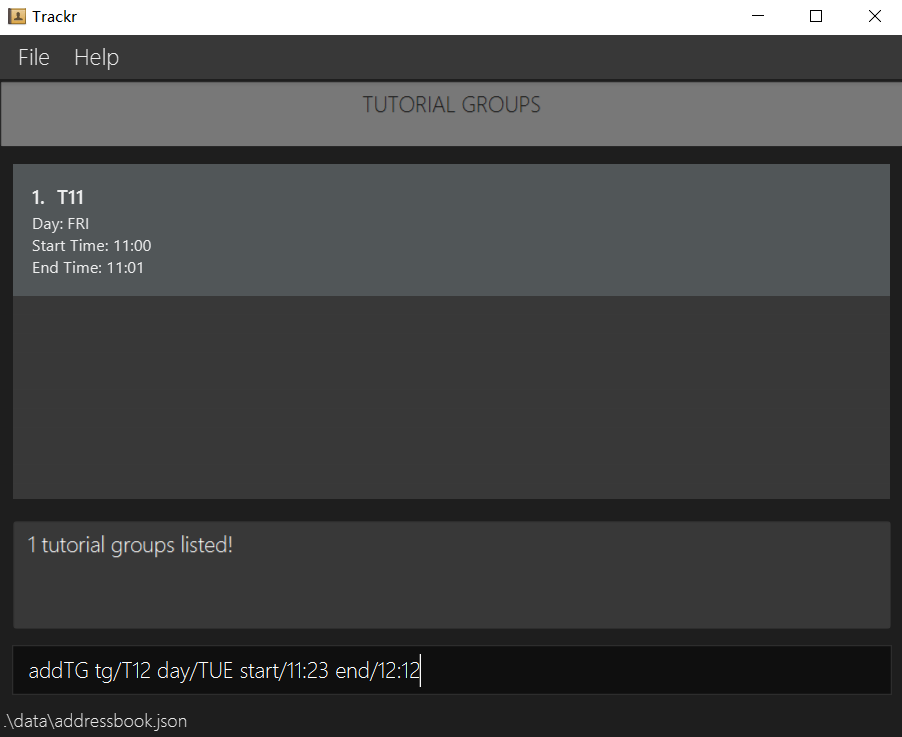 Trackr
File Help
TUTORIAL GROUPS
1. T11
Day: FRI
Start Time: 11:00
End Time: 11:01
1 tutorial groups listed!
addTG tg/T12 day/TUE start/11:23 end/12:12
.\data\addressbook.json